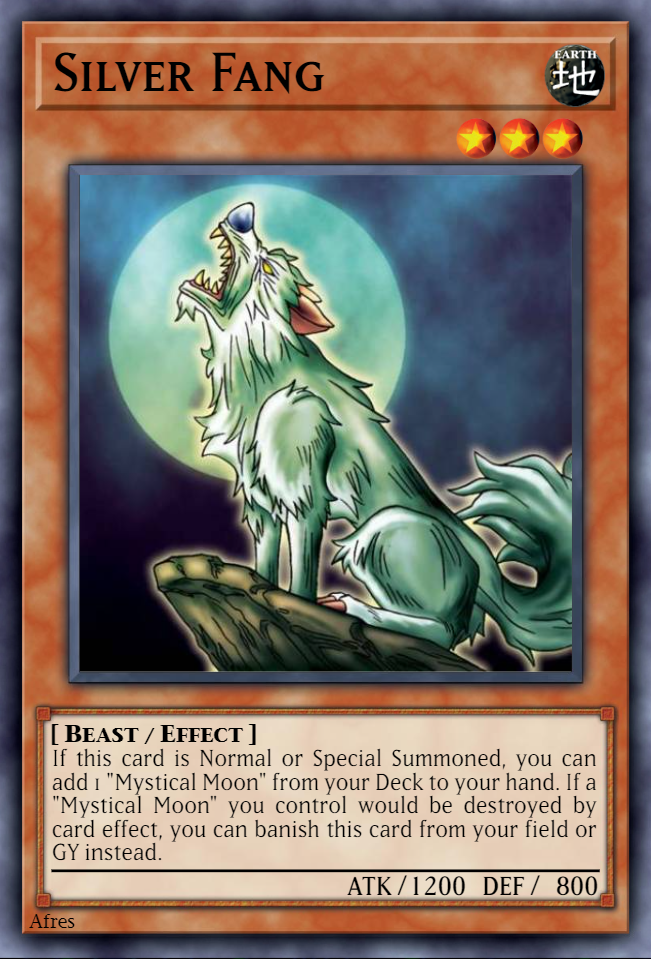 Silver Fang
EARTH
地
[ Beast / Effect ]
If this card is Normal or Special Summoned, you can
add 1 "Mystical Moon" from your Deck to your hand. If a
"Mystical Moon" you control would be destroyed by
card effect, you can banish this card from your field or
GY instead.
ATK / 1200 DEF / 800
Afres